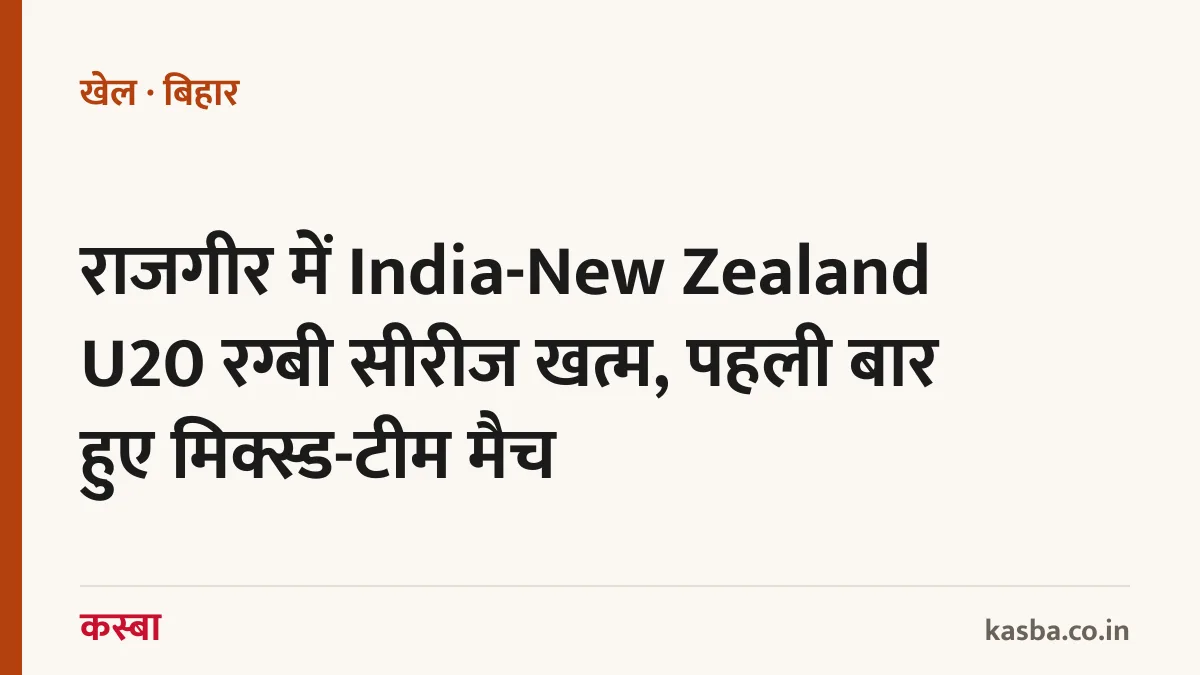 खेल · बिहार
राजगीर में India-New Zealand
U20 रग्बी सीरीज खत्म, पहली बार
हुए मिक्स्ड-टीम मैच
कस्बा
kasba.co.in